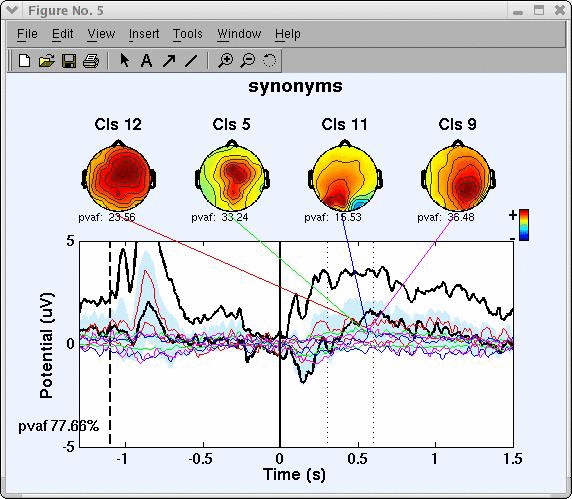 Figure No. 5
File Edit View Insert Tools Window Help
A
synonyms
Cls 12 Cls 5 Cls 11 Cls 9
pvaf: 23.56 pvaf: 33.24 pvaf: 15.53 pvaf: 36.48
+
-
5
Potential (uV)
0
pvaf 77.66%
-5
-1 -0.5 0 0.5 1 1.5
Time (s)